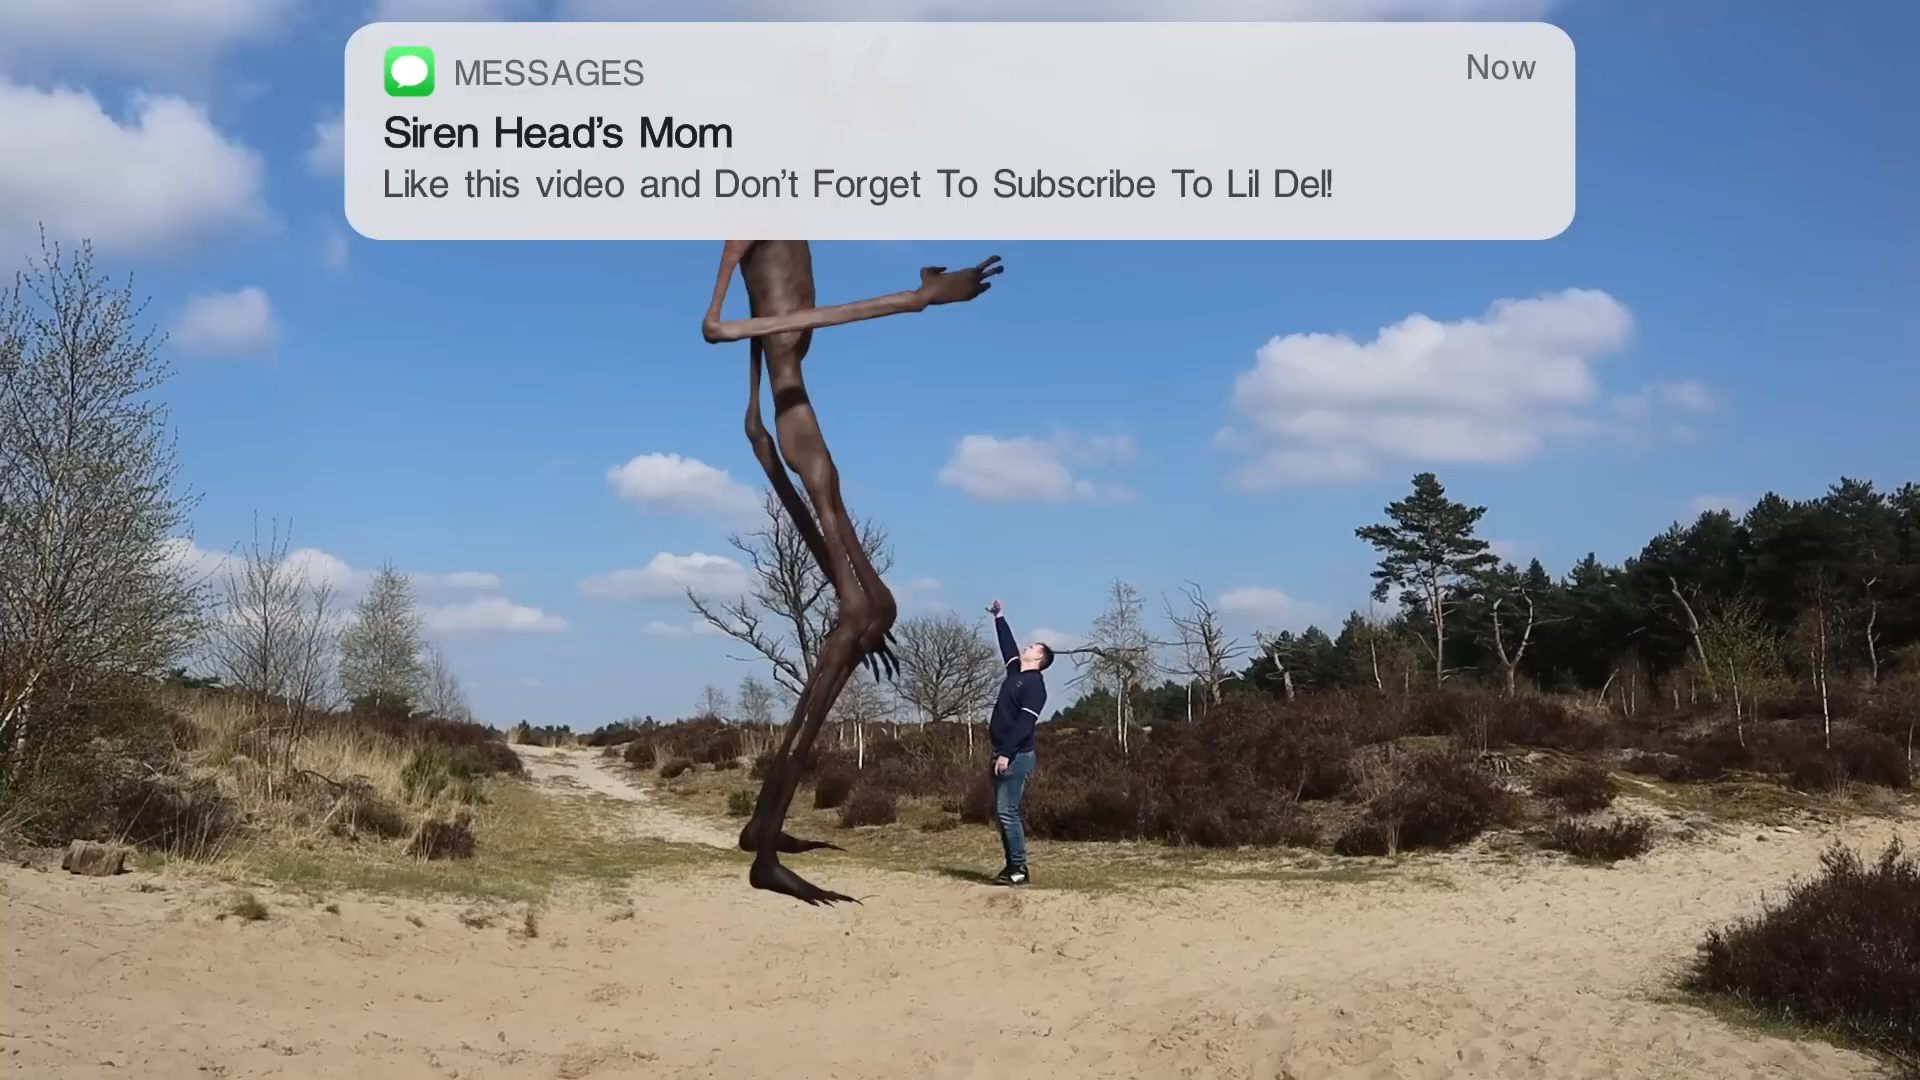 MESSAGES
Now
Siren Head’s Mom
Like this video and Don’t Forget To Subscribe To Lil Del!